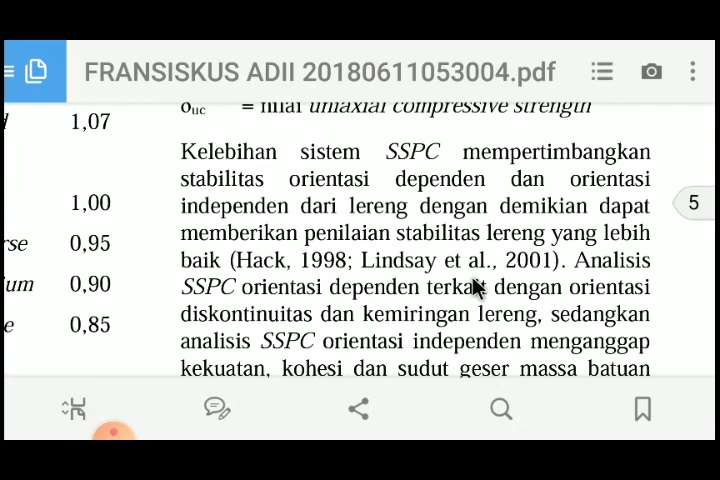 FRANSISKUS ADII 20180611053004.pdf
σuc = nilai uniaxial compressive strength
1,07
Kelebihan sistem SSPC mempertimbangkan
stabilitas orientasi dependen dan orientasi
1,00
independen dari lereng dengan demikian dapat
5
memberikan penilaian stabilitas lereng yang lebih
rse 0,95
baik (Hack, 1998; Lindsay et al., 2001). Analisis
ium 0,90
SSPC orientasi dependen terkait dengan orientasi
diskontinuitas dan kemiringan lereng, sedangkan
e 0,85
analisis SSPC orientasi independen menganggap
kekuatan, kohesi dan sudut geser massa batuan